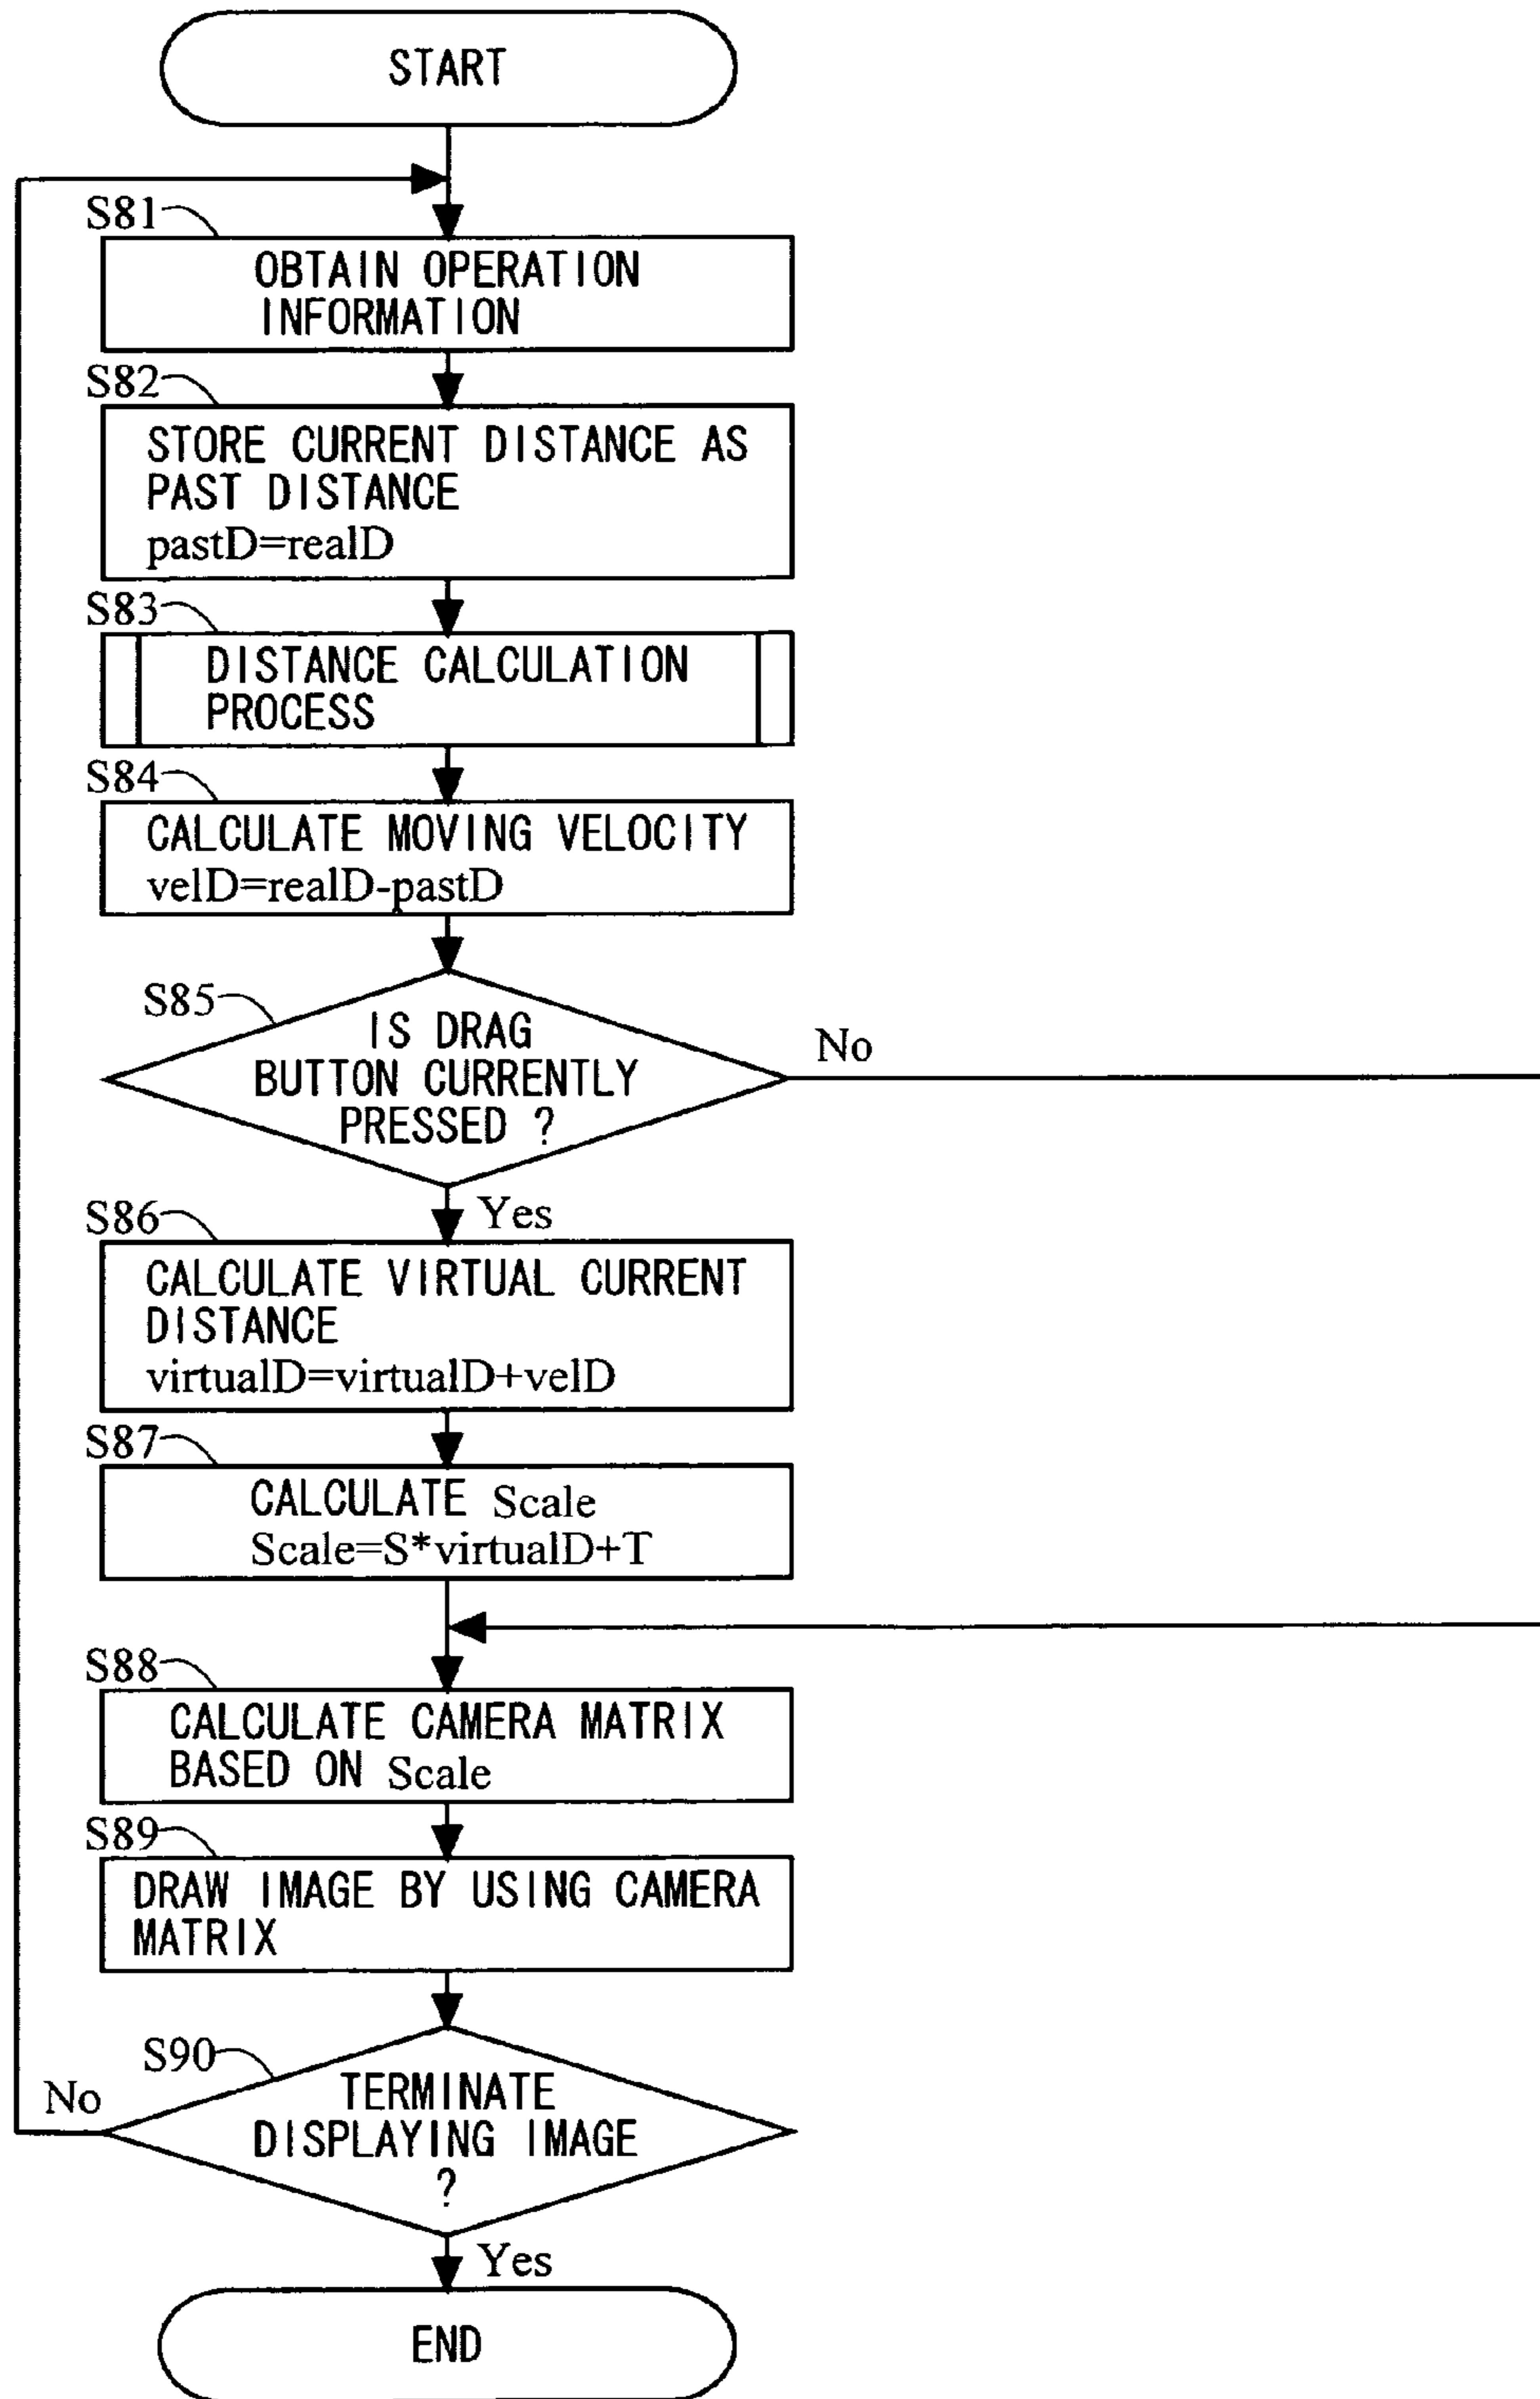 START
S81
OBTAIN OPERATION
INFORMATION
S82
STORE CURRENT DISTANCE AS
PAST DISTANCE
pastD=realD
S83
DISTANCE CALCULATION
PROCESS
S84
CALCULATE MOVING VELOCITY
velD=realD-pastD
S85
IS DRAG
BUTTON CURRENTLY
PRESSED ?
No
Yes
S86
CALCULATE VIRTUAL CURRENT
DISTANCE
virtualD=virtualD+velD
S87
CALCULATE Scale
Scale=S*virtualD+T
S88
CALCULATE CAMERA MATRIX
BASED ON Scale
S89
DRAW IMAGE BY USING CAMERA
MATRIX
S90
No
TERMINATE
DISPLAYING IMAGE
?
Yes
END